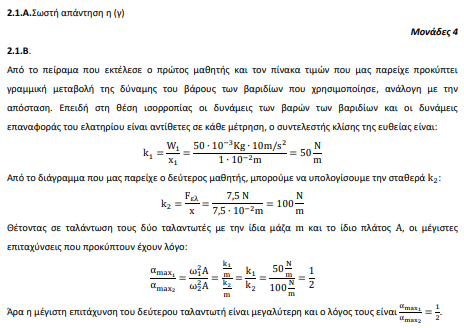 2.1.Α.Σωστή απάντηση η (γ)
Μονάδες 4
2.1.Β.
Από το πείραμα που εκτέλεσε ο πρώτος μαθητής και τον πίνακα τιμών που μας παρείχε προκύπτει
γραμμική μεταβολή της δύναμης του βάρους των βαριδίων που χρησιμοποίησε, ανάλογη με την
απόσταση. Επειδή στη θέση ισορροπίας οι δυνάμεις των βαρών των βαριδίων και οι δυνάμεις
επαναφοράς του ελατηρίου είναι αντίθετες σε κάθε μέτρηση, ο συντελεστής κλίσης της ευθείας είναι:
k₁ = W₁/x₁ = (50 · 10⁻³Kg · 10m/s²)/(1 · 10⁻²m) = 50 N/m
Από το διάγραμμα που μας παρείχε ο δεύτερος μαθητής, μπορούμε να υπολογίσουμε την σταθερά k₂:
k₂ = F_ελ/x = (7,5 N)/(7,5 · 10⁻²m) = 100 N/m
Θέτοντας σε ταλάντωση τους δύο ταλαντωτές με την ίδια μάζα m και το ίδιο πλάτος A, οι μέγιστες
επιταχύνσεις που προκύπτουν έχουν λόγο:
α_max₁/α_max₂ = ω₁²A/ω₂²A = (k₁/m)/(k₂/m) = k₁/k₂ = (50 N/m)/(100 N/m) = 1/2
Άρα η μέγιστη επιτάχυνση του δεύτερου ταλαντωτή είναι μεγαλύτερη και ο λόγος τους είναι α_max₁/α_max₂ = 1/2.